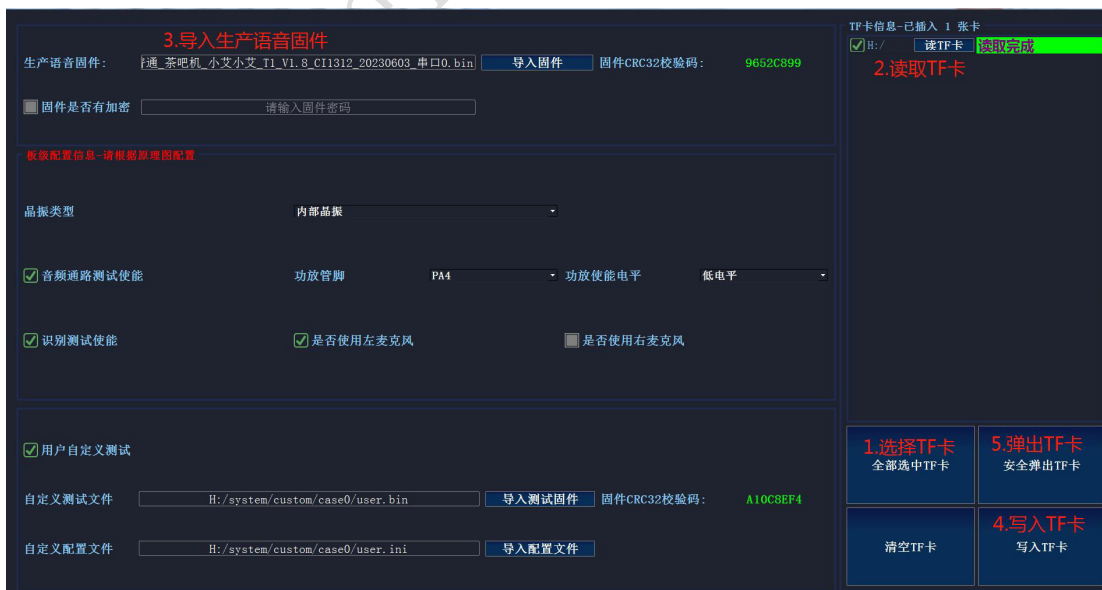 TF卡信息-已插入 1 张卡
3.导入生产语音固件
H:/ 读TF卡 读取完成
生产语音固件: 通_茶吧机_小艾小艾_T1_V1.8_CI1312_20230603_串口0.bin 导入固件 固件CRC32校验码: 9652C899
2.读取TF卡
固件是否有加密 请输入固件密码
板级配置信息-请根据原理图配置
晶振类型 内部晶振
音频通路测试使能 功放管脚 PA4 功放使能电平 低电平
识别测试使能 是否使用左麦克风 是否使用右麦克风
用户自定义测试
1.选择TF卡 5.弹出TF卡
全部选中TF卡 安全弹出TF卡
自定义测试文件 H:/system/custom/case0/user.bin 导入测试固件 固件CRC32校验码: A10C8EF4
4.写入TF卡
自定义配置文件 H:/system/custom/case0/user.ini 导入配置文件 清空TF卡 写入TF卡